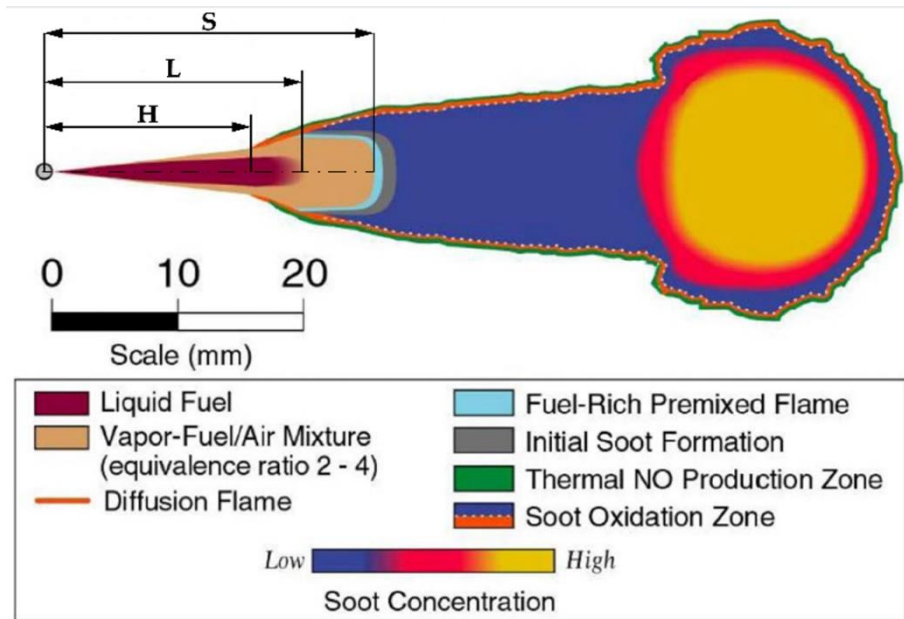 S
L
H
0 10 20
Scale (mm)
Liquid Fuel
Vapor-Fuel/Air Mixture
(equivalence ratio 2 - 4)
Diffusion Flame
Fuel-Rich Premixed Flame
Initial Soot Formation
Thermal NO Production Zone
Soot Oxidation Zone
Low High
Soot Concentration